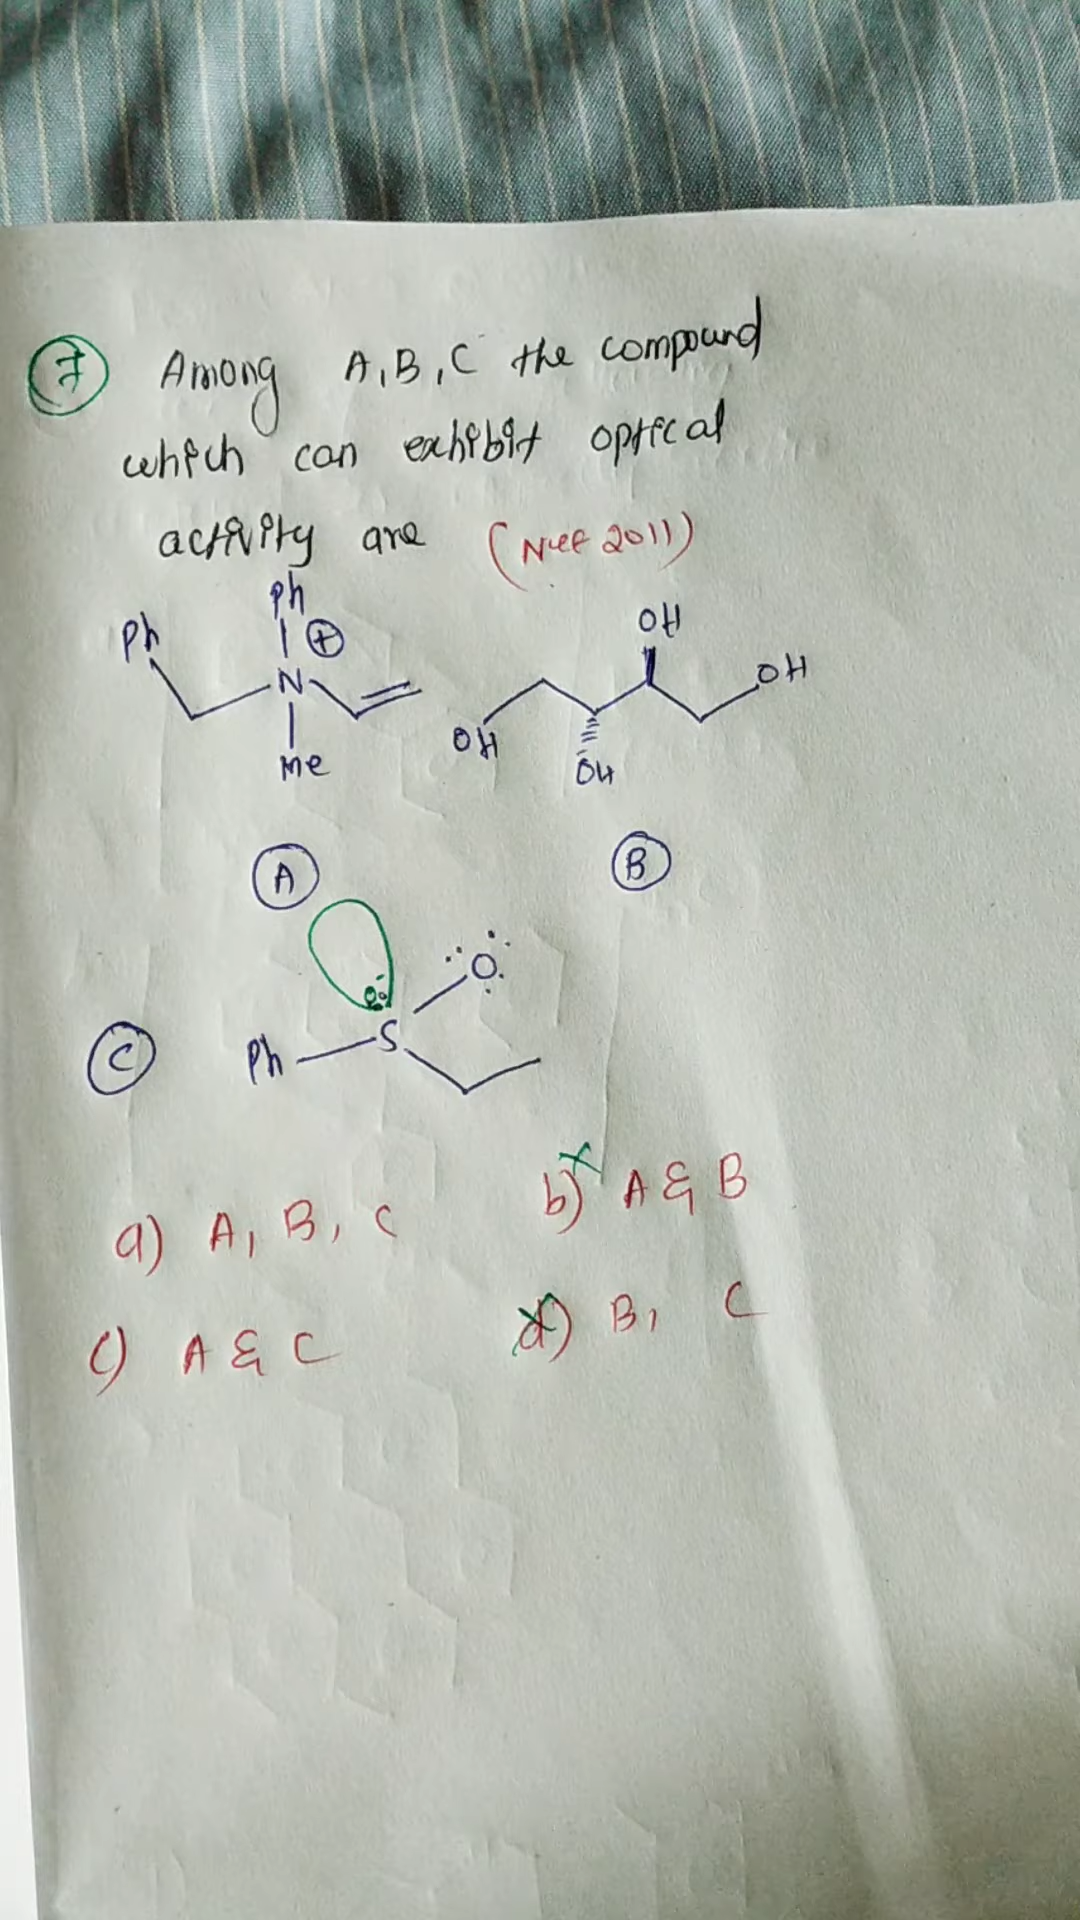 7 Among A, B, C the compound
which can exhibit optical
activity are (Nee 2011)
Ph
Ph ⊕
N
Me
OH
OH
OH
OH
A
B
O
C Ph S
a) A, B, C b) A & B
c) A & C d) B, C